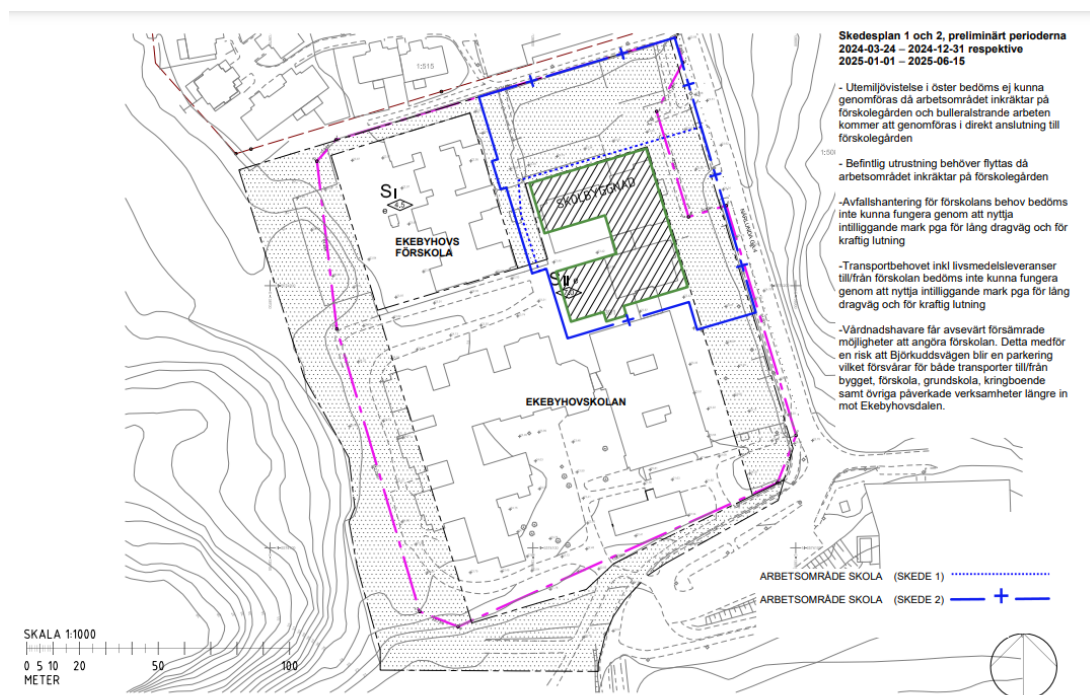 Skedesplan 1 och 2, preliminärt perioderna
2024-03-24 – 2024-12-31 respektive
2025-01-01 – 2025-06-15
- Utemiljövistelse i öster bedöms ej kunna
genomföras då arbetsområdet inkräktar på
förskolegården och bulleralstrande arbeten
kommer att genomföras i direkt anslutning till
förskolegården
- Befintlig utrustning behöver flyttas då
arbetsområdet inkräktar på förskolegården
-Avfallshantering för förskolans behov bedöms
inte kunna fungera genom att nyttja
intilliggande mark pga för lång dragväg och för
kraftig lutning
-Transportbehovet inkl livsmedelsleveranser
till/från förskolan bedöms inte kunna fungera
genom att nyttja intilliggande mark pga för lång
dragväg och för kraftig lutning
-Vårdnadshavare får avsevärt försämrade
möjligheter att angöra förskolan. Detta medför
en risk att Björkuddsvägen blir en parkering
vilket försvårar för både transporter till/från
bygget, förskola, grundskola, kringboende
samt övriga påverkade verksamheter längre in
mot Ekebyhovsdalen.
1:515
SKOLBYGGNAD
SI
e 4,5
EKEBYHOVS
FÖRSKOLA
SII e
EKEBYHOVSKOLAN
ARBETSOMRÅDE SKOLA (SKEDE 1)
ARBETSOMRÅDE SKOLA (SKEDE 2)
SKALA 1:1000
0 5 10 20 50 100
METER